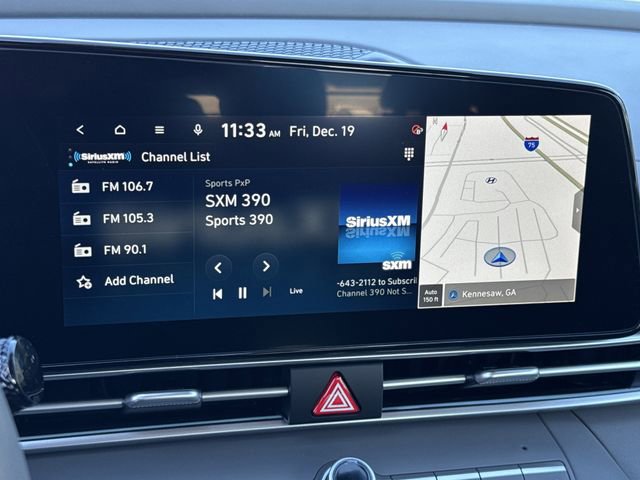 11:33 AM Fri, Dec. 19
SiriusXM
SATELLITE RADIO
Channel List
FM 106.7
FM 105.3
FM 90.1
Add Channel
Sports PxP
SXM 390
Sports 390
Live
SiriusXM
sxm
-643-2112 to Subscri
Channel 390 Not S...
N
75
Auto
150 ft
Kennesaw, GA